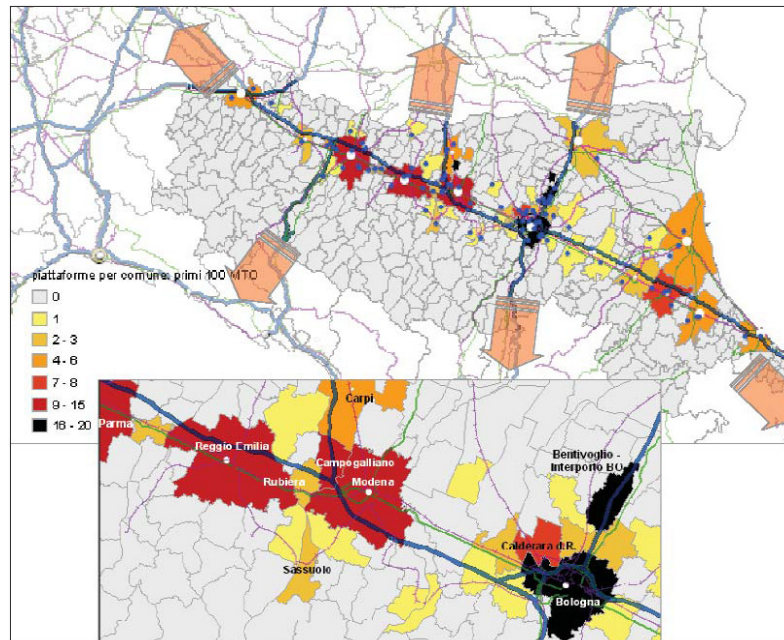 piattaforme per comune: primi 100 MTO
0
1
2 - 3
4 - 6
7 - 8
9 - 15
16 - 20
Carpi
Parma
Reggio Emilia
Campogalliano
Bentivoglio -
Interporto BO
Rubiera
Modena
Calderara d.R.
Sassuolo
Bologna